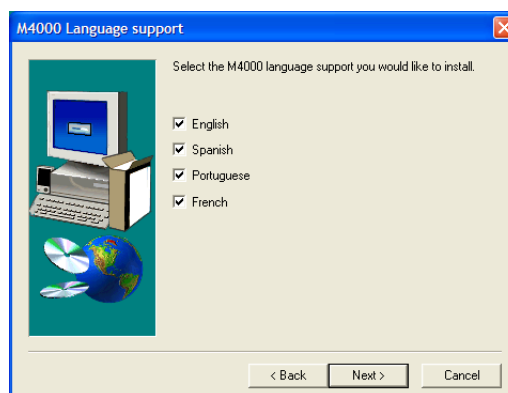 M4000 Language support
Select the M4000 language support you would like to install.
English
Spanish
Portuguese
French
< Back
Next >
Cancel